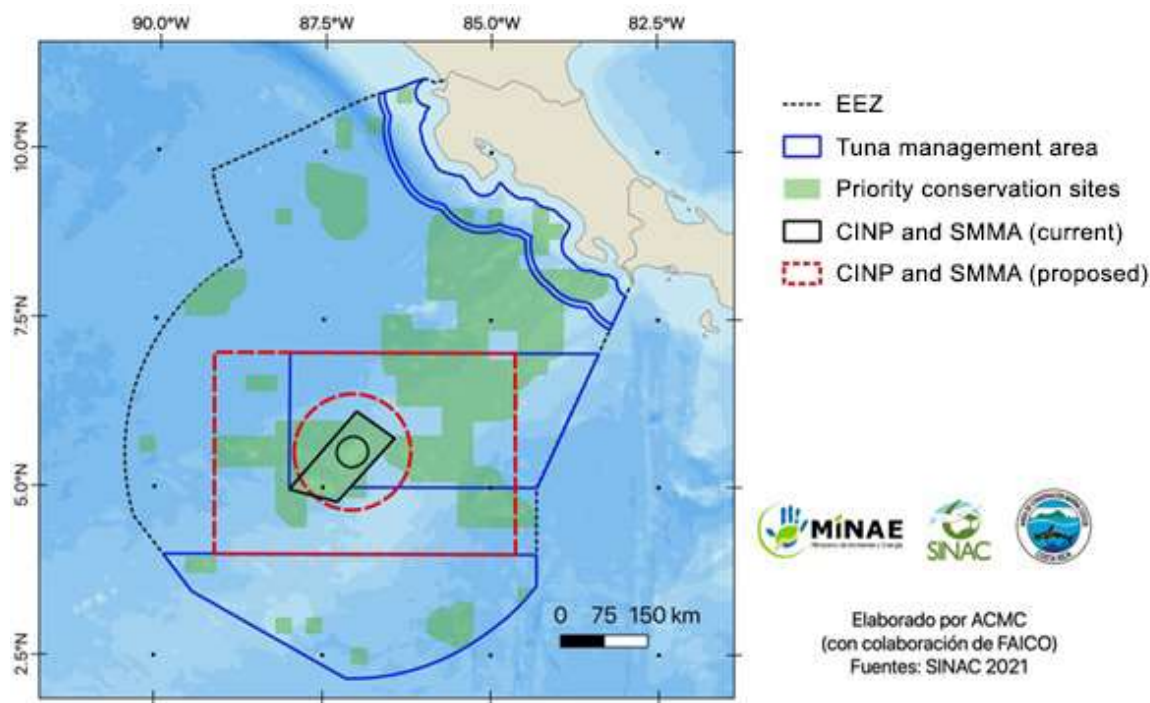 90.0°W 87.5°W 85.0°W 82.5°W
10.0°N
7.5°N
5.0°N
2.5°N
EEZ
Tuna management area
Priority conservation sites
CINP and SMMA (current)
CINP and SMMA (proposed)
0 75 150 km
MiNAE
SINAC
COSTA RICA
Elaborado por ACMC
(con colaboración de FAICO)
Fuentes: SINAC 2021